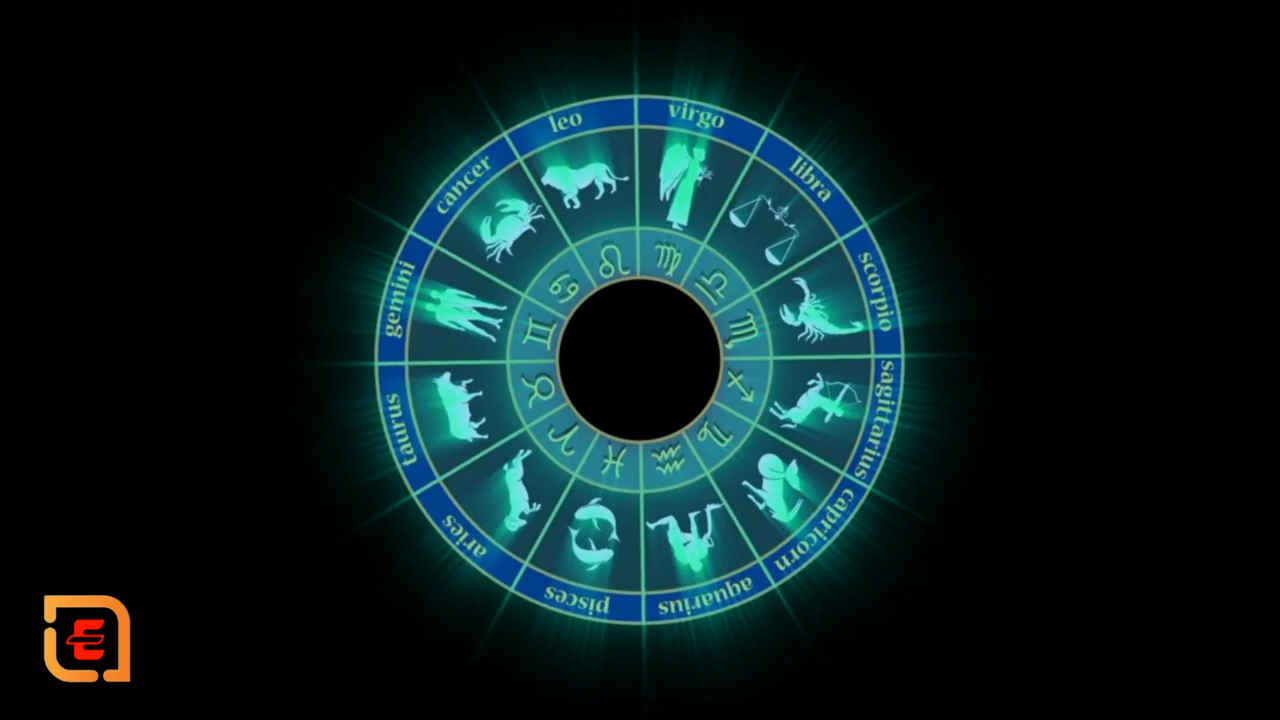 leo
virgo
libra
scorpio
sagittarius
capricorn
aquarius
pisces
aries
taurus
gemini
cancer
E